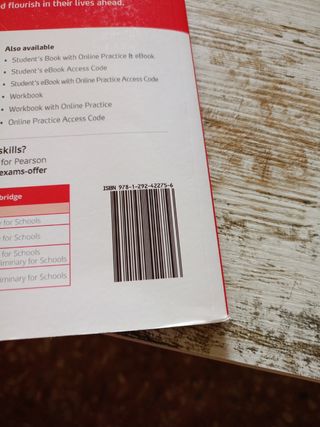 d flourish in their lives ahead.
Also available
• Student's Book with Online Practice & eBook
• Student's eBook Access Code
• Student's eBook with Online Practice Access Code
• Workbook
• Workbook with Online Practice
• Online Practice Access Code
skills?
for Pearson
exams-offer
bridge
ISBN 978-1-292-42275-6
for Schools
for Schools
for Schools
liminary for Schools
liminary for Schools